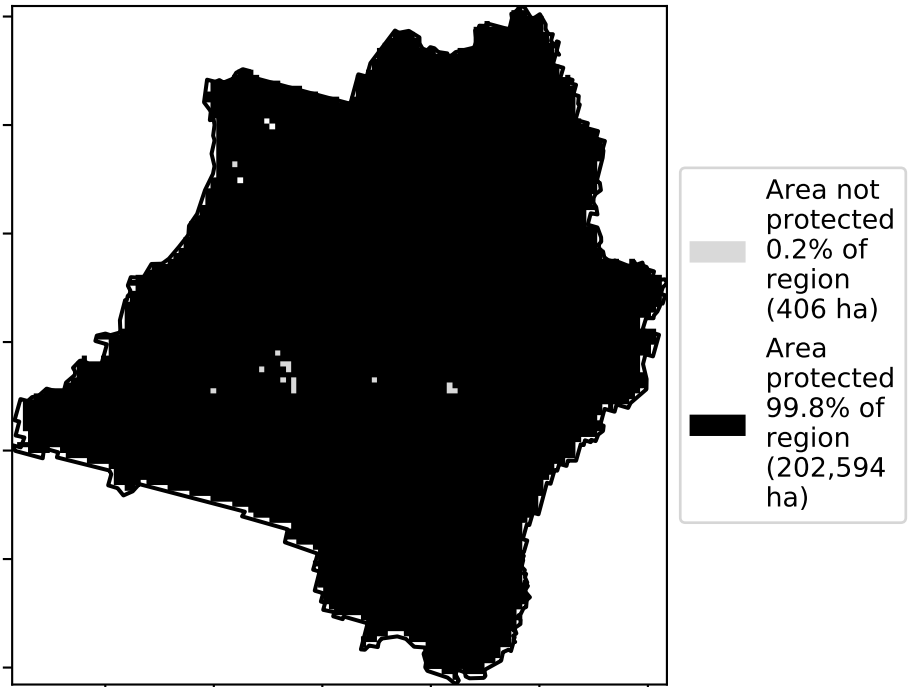 Area not
protected
0.2% of
region
(406 ha)
Area
protected
99.8% of
region
(202,594
ha)